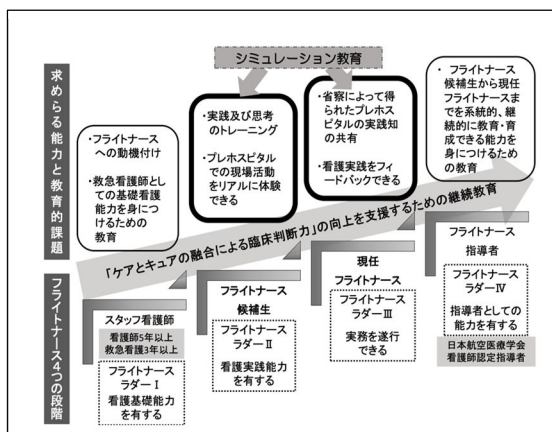 シミュレーション教育
求めらる能力と教育的課題
・フライトナース
への動機付け
・救急看護師とし
ての基礎看護
能力を身につ
けるための
教育
・実践及び思考
のトレーニング
・プレホスピタル
での現場活動
をリアルに体験
できる
・省察によって得
られたプレホス
ピタルの実践知
の共有
・看護実践をフィ
ードバックできる
・フライトナース
候補生から現任
フライトナースま
でを系統的、継
続的に教育・育
成できる能力を
身につけるため
の教育
「ケアとキュアの融合による臨床判断力」の向上を支援するための継続教育
フライトナース4つの段階
スタッフ看護師
看護師5年以上
救急看護3年以上
フライトナース
ラダーⅠ
看護基礎能力
を有する
フライトナース
候補生
フライトナース
ラダーⅡ
看護実践能力
を有する
現任
フライトナース
フライトナース
ラダーⅢ
実務を遂行
できる
フライトナース
指導者
フライトナース
ラダーⅣ
指導者としての
能力を有する
日本航空医療学会
看護師認定指導者